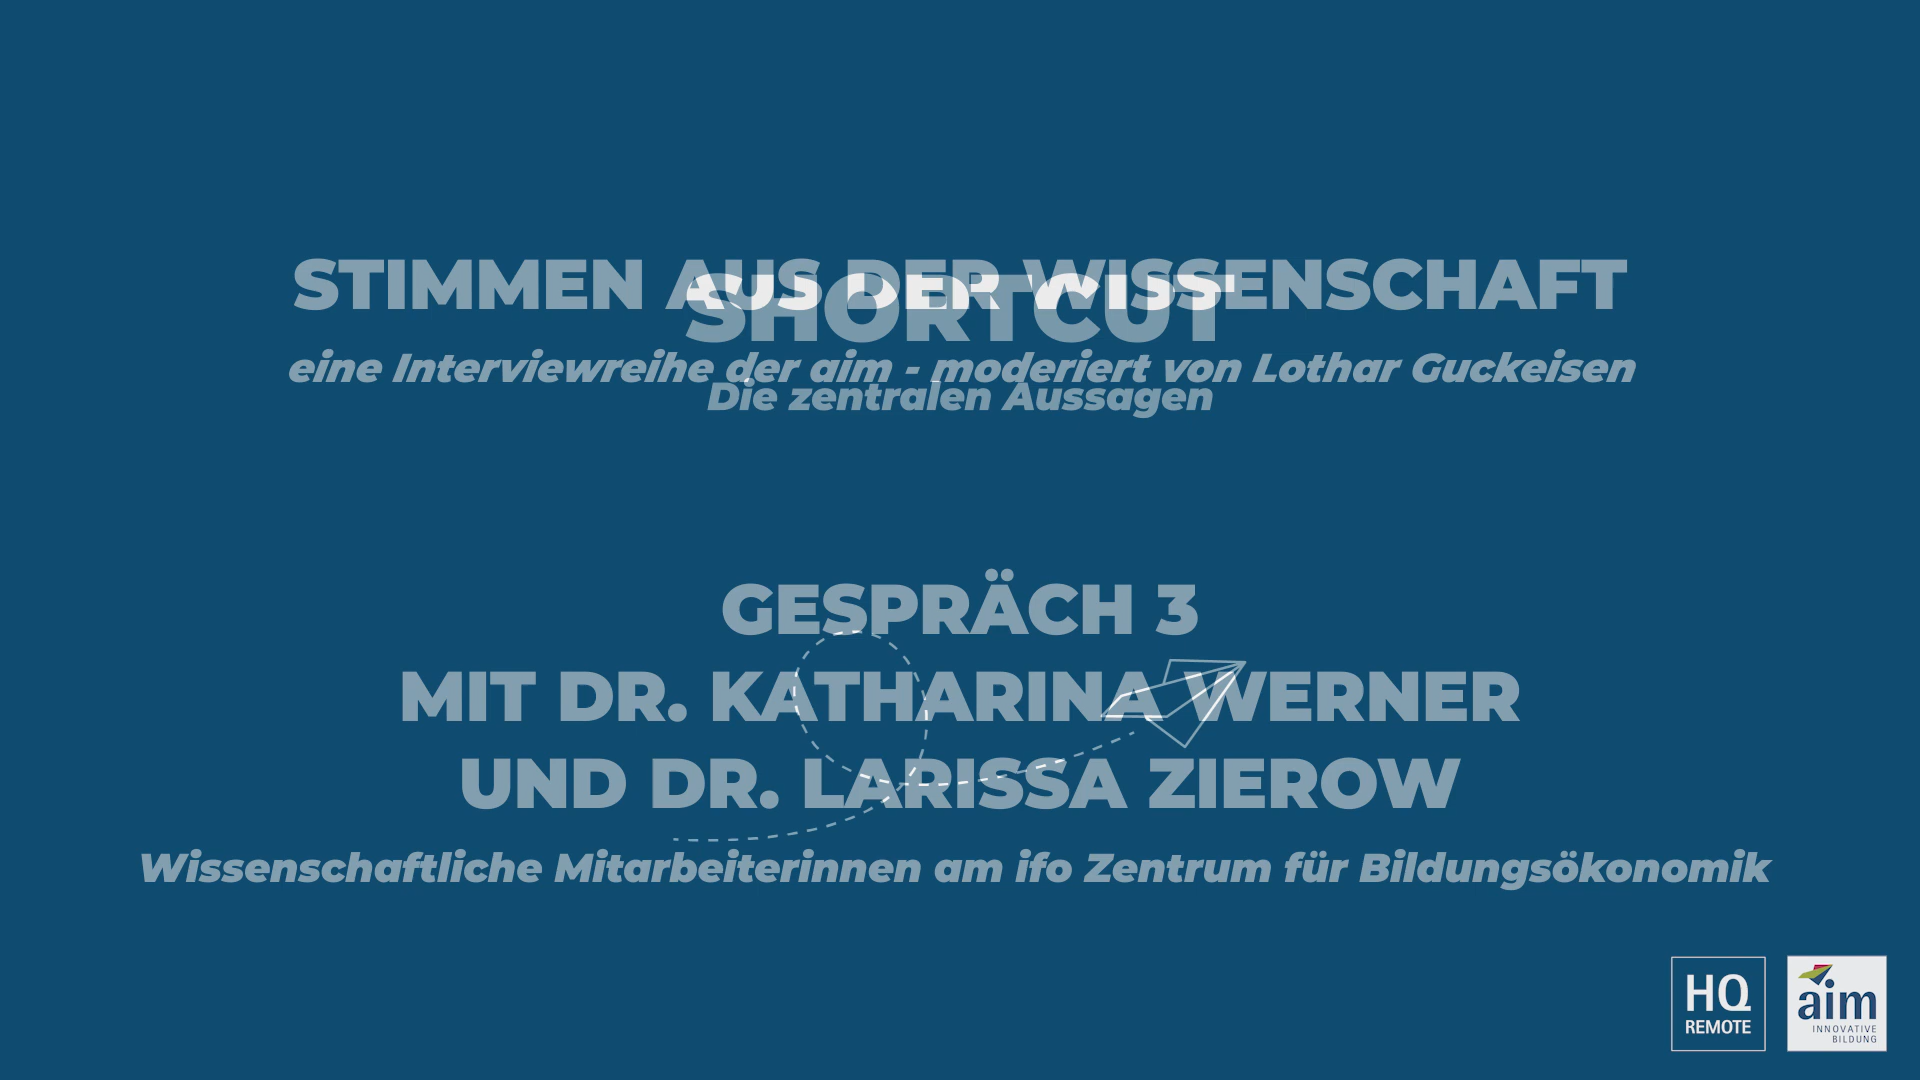 STIMMEN AUS DER WISSENSCHAFT
SHORTCUT
eine Interviewreihe der aim - moderiert von Lothar Guckeisen
Die zentralen Aussagen
GESPRÄCH 3
MIT DR. KATHARINA WERNER
UND DR. LARISSA ZIEROW
Wissenschaftliche Mitarbeiterinnen am ifo Zentrum für Bildungsökonomik
HQ
REMOTE
aim
INNOVATIVE
BILDUNG